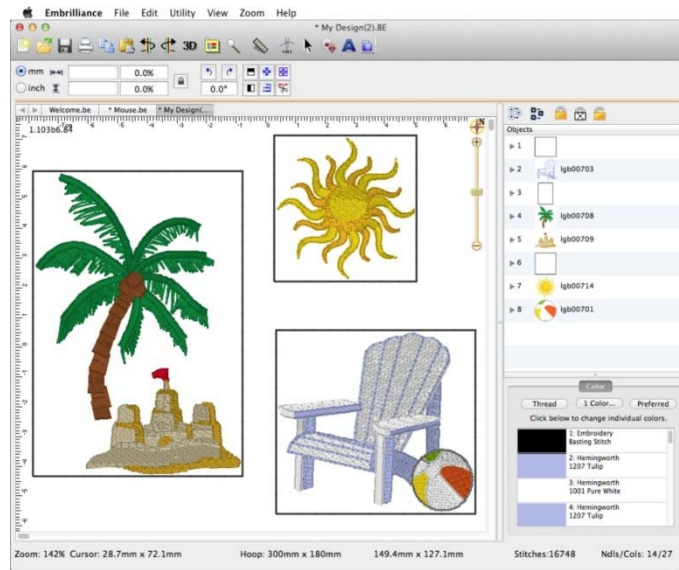 Embrilliance File Edit Utility View Zoom Help
* My Design(2).BE
3D
mm 0.0%
inch 0.0% 0.0°
Welcome.be * Mouse.be * My Design(...
1.103b6.84
N
Objects
1
2 lgb00703
3
4 lgb00708
5 lgb00709
6
7 lgb00714
8 lgb00701
Color
Thread 1 Color... Preferred
Click below to change individual colors.
1: Embroidery
Basting Stitch
2: Hemingworth
1207 Tulip
3: Hemingworth
1001 Pure White
4: Hemingworth
1207 Tulip
Zoom: 142% Cursor: 28.7mm x 72.1mm Hoop: 300mm x 180mm 149.4mm x 127.1mm Stitches:16748 Ndls/Cols: 14/27